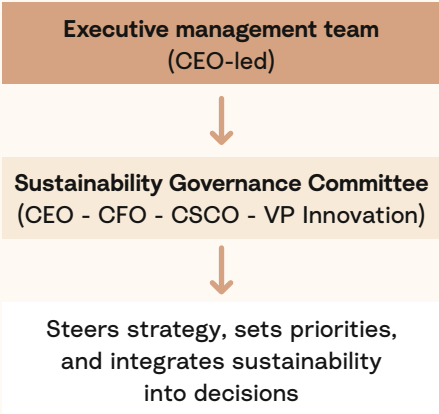 Executive management team
(CEO-led)
Sustainability Governance Committee
(CEO - CFO - CSCO - VP Innovation)
Steers strategy, sets priorities,
and integrates sustainability
into decisions